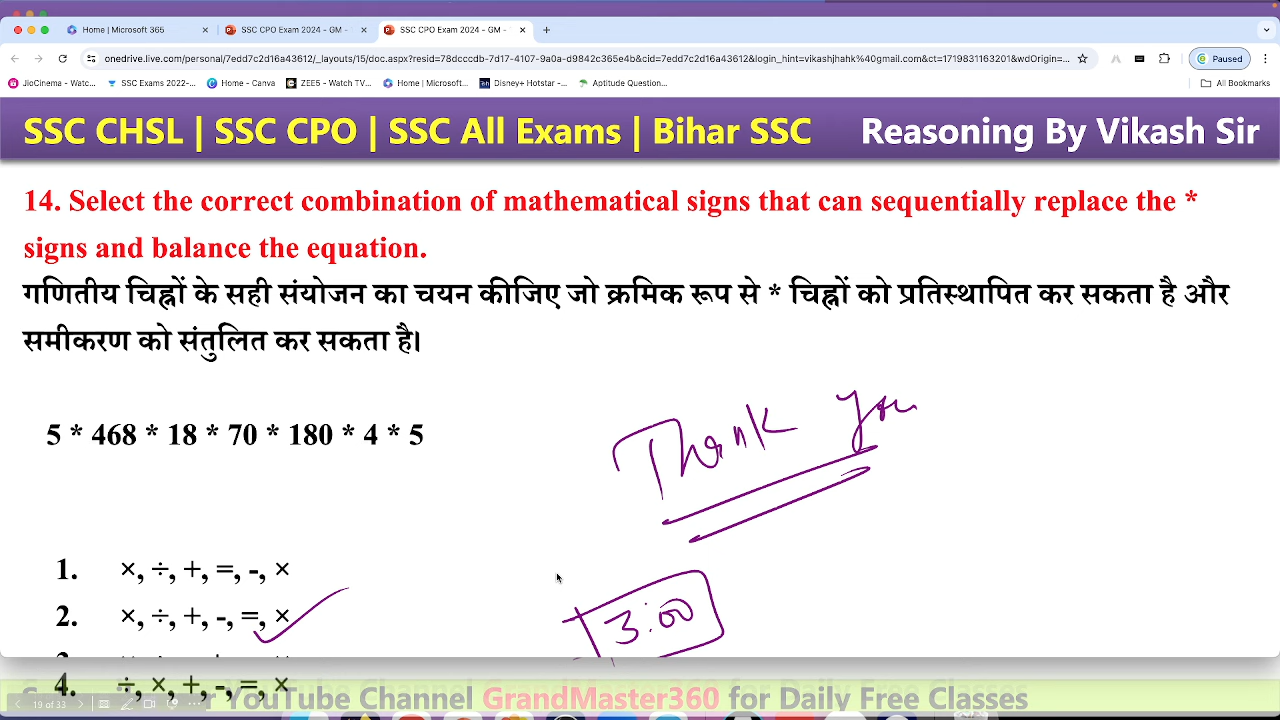 Home | Microsoft 365
SSC CPO Exam 2024 – GM -
SSC CPO Exam 2024 – GM -
onedrive.live.com/personal/7edd7c2d16a43612/_layouts/15/doc.aspx?resid=78dcccdb-7d17-4107-9a0a-d9842c365e4b&cid=7edd7c2d16a43612&login_hint=vikashjhahk%40gmail.com&ct=1719831163201&wdOrigin=...
Paused
JioCinema - Watc...
SSC Exams 2022-...
Home - Canva
ZEE5 - Watch TV...
Home | Microsoft...
Disney+ Hotstar -...
Aptitude Question...
All Bookmarks
SSC CHSL | SSC CPO | SSC All Exams | Bihar SSC Reasoning By Vikash Sir
14. Select the correct combination of mathematical signs that can sequentially replace the *
signs and balance the equation.
गणितीय चिह्नों के सही संयोजन का चयन कीजिए जो क्रमिक रूप से * चिह्नों को प्रतिस्थापित कर सकता है और
समीकरण को संतुलित कर सकता है।
5 * 468 * 18 * 70 * 180 * 4 * 5
Thank You
1. ×, ÷, +, =, -, ×
2. ×, ÷, +, -, =, ×
3:00
4. ÷, ×, +, -, =, ×
YouTube Channel GrandMaster360 for Daily Free Classes
19 of 33